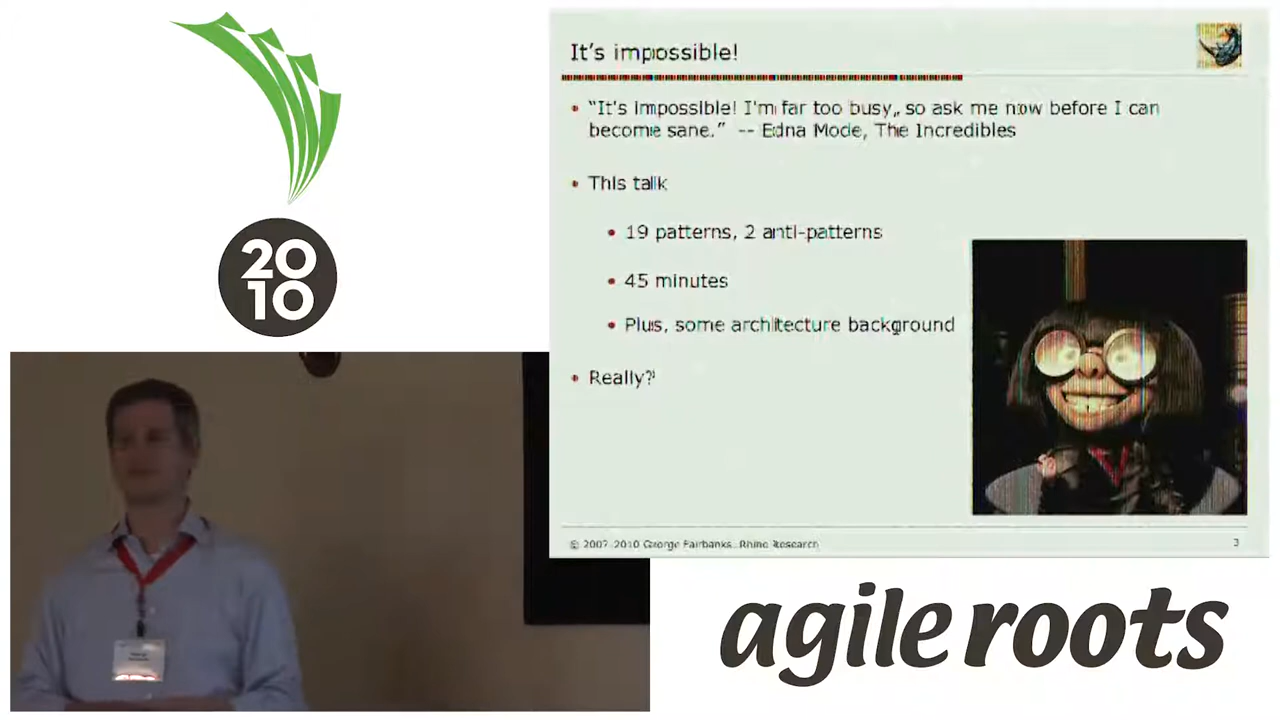 2010
It's impossible!
• "It's impossible! I'm far too busy, so ask me now before I can
become sane." -- Edna Mode, The Incredibles
• This talk
• 19 patterns, 2 anti-patterns
• 45 minutes
• Plus, some architecture background
• Really?
© 2007-2010 George Fairbanks, Rhino Research
3
agile roots